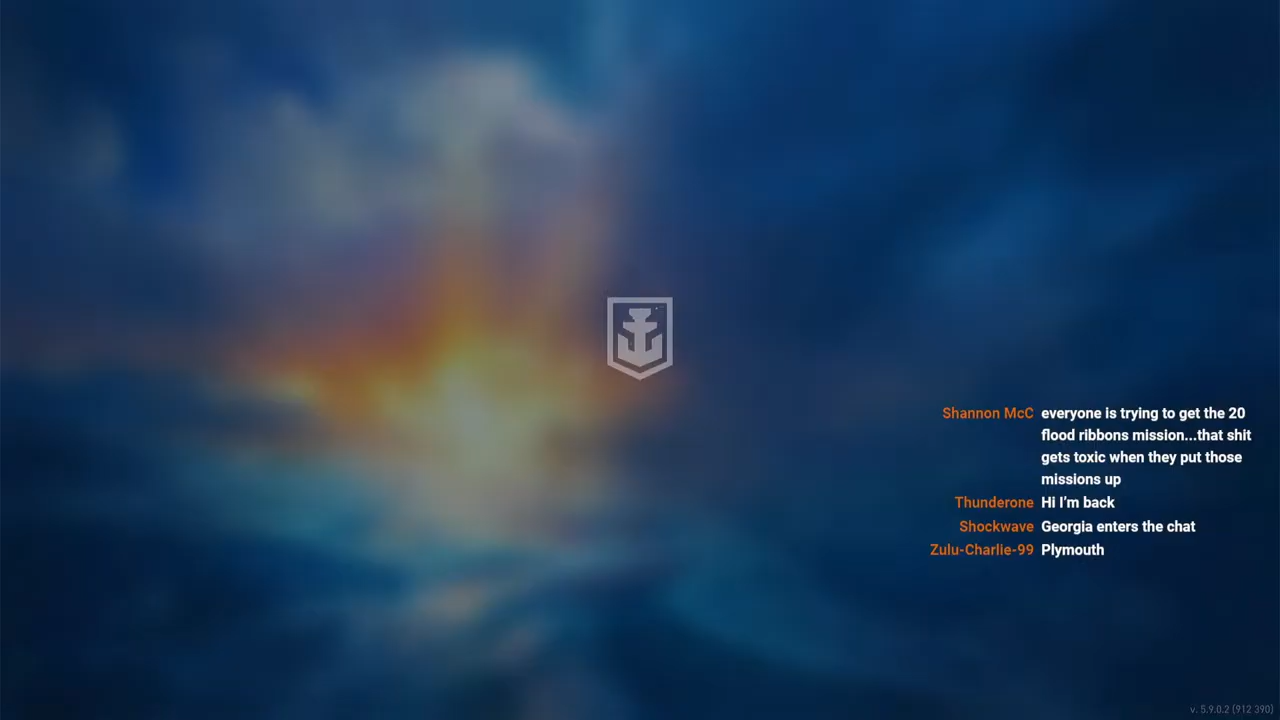 Shannon McC everyone is trying to get the 20
flood ribbons mission...that shit
gets toxic when they put those
missions up
Thunderone Hi I'm back
Shockwave Georgia enters the chat
Zulu-Charlie-99 Plymouth
v. 5.9.0.2 (912 390)